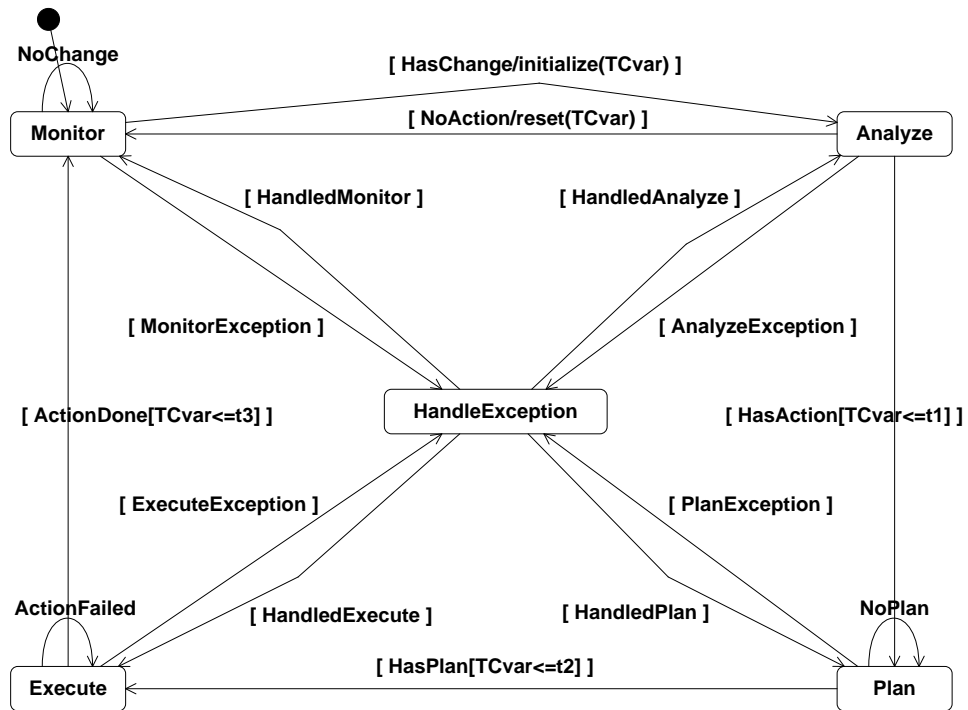 NoChange
[ HasChange/initialize(TCvar) ]
[ NoAction/reset(TCvar) ]
Monitor
Analyze
[ HandledMonitor ]
[ HandledAnalyze ]
[ MonitorException ]
[ AnalyzeException ]
HandleException
[ ActionDone[TCvar<=t3] ]
[ HasAction[TCvar<=t1] ]
[ ExecuteException ]
[ PlanException ]
ActionFailed
[ HandledExecute ]
[ HandledPlan ]
NoPlan
[ HasPlan[TCvar<=t2] ]
Execute
Plan